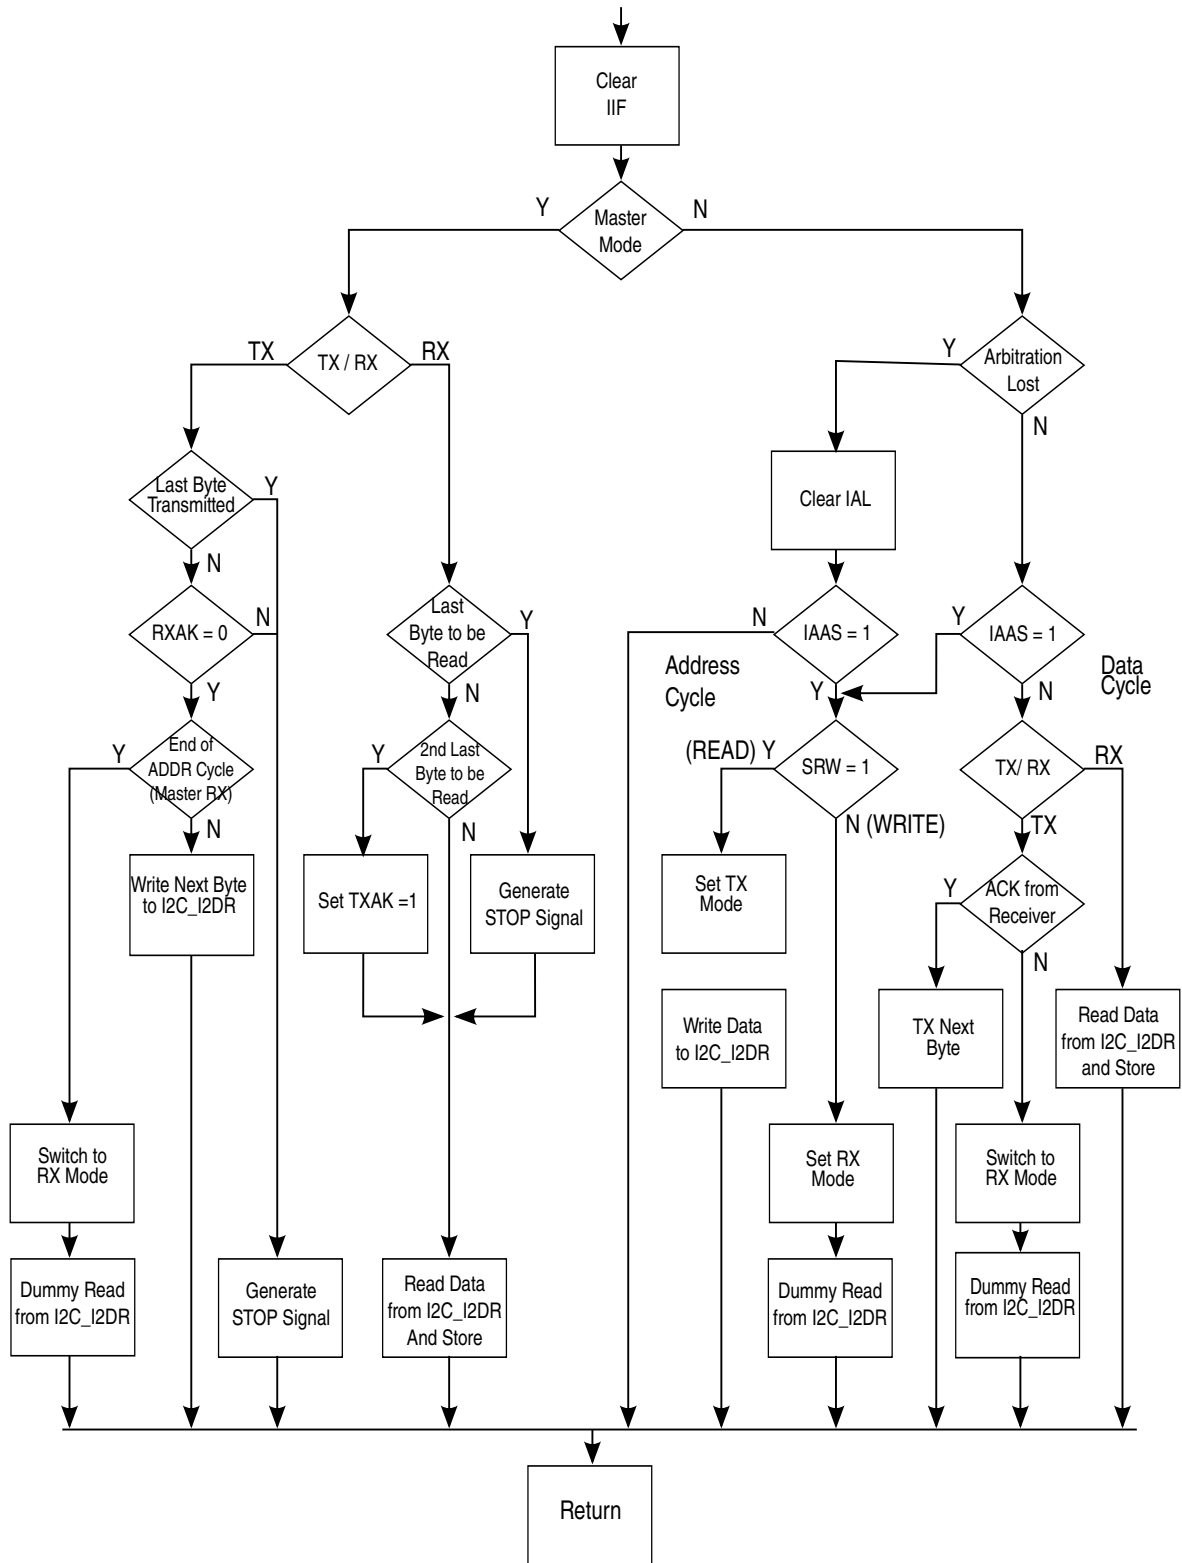 Clear
IIF
Y
Master
Mode
N
TX
TX / RX
RX
Y
Arbitration
Lost
N
Last Byte
Transmitted
Y
N
Clear IAL
RXAK = 0
N
Y
Last
Byte to be
Read
Y
N
N
IAAS = 1
Y
Y
IAAS = 1
N
Address
Cycle
Data
Cycle
Y
End of
ADDR Cycle
(Master RX)
N
Y
2nd Last
Byte to be
Read
N
(READ) Y
SRW = 1
N (WRITE)
TX/ RX
RX
TX
Write Next Byte
to I2C_I2DR
Set TXAK =1
Generate
STOP Signal
Set TX
Mode
Y
ACK from
Receiver
N
Write Data
to I2C_I2DR
TX Next
Byte
Read Data
from I2C_I2DR
and Store
Switch to
RX Mode
Set RX
Mode
Switch to
RX Mode
Dummy Read
from I2C_I2DR
Generate
STOP Signal
Read Data
from I2C_I2DR
And Store
Dummy Read
from I2C_I2DR
Dummy Read
from I2C_I2DR
Return